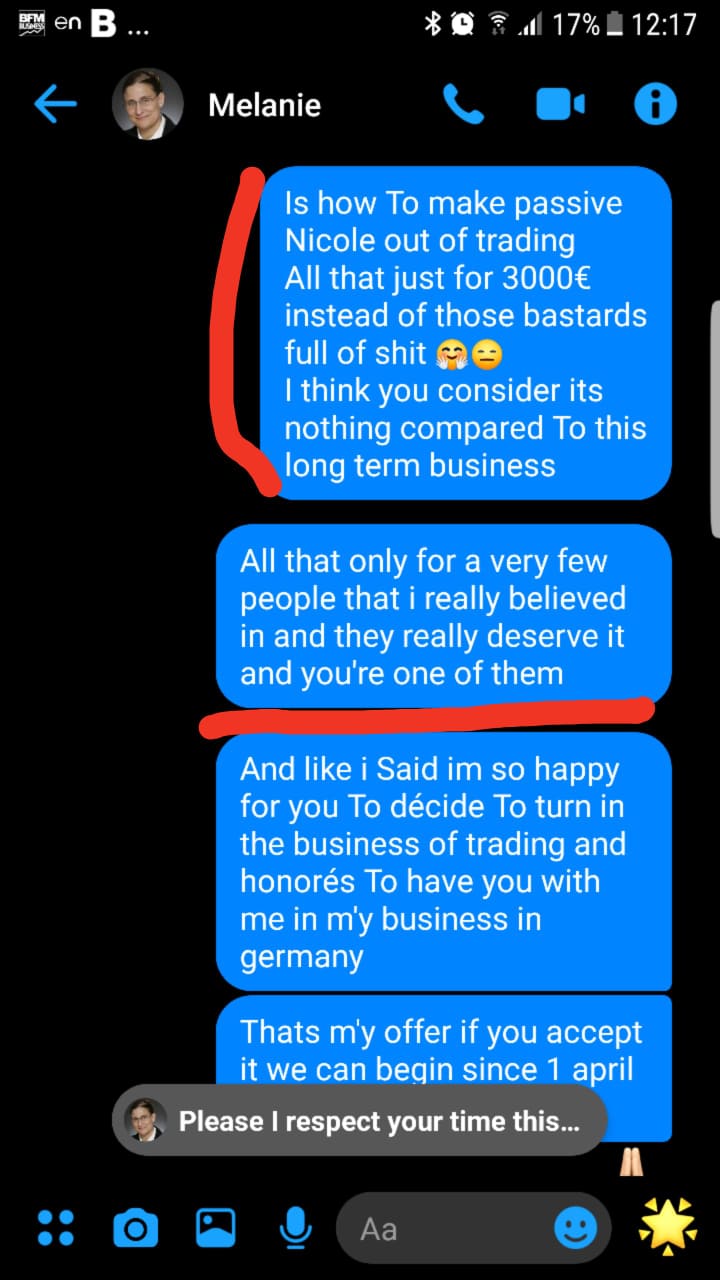 BFM BUSINESS en B ... 17% 12:17
Melanie
Is how To make passive
Nicole out of trading
All that just for 3000€
instead of those bastards
full of shit 🤗😑
I think you consider its
nothing compared To this
long term business
All that only for a very few
people that i really believed
in and they really deserve it
and you're one of them
And like i Said im so happy
for you To décide To turn in
the business of trading and
honorés To have you with
me in m'y business in
germany
Thats m'y offer if you accept
it we can begin since 1 april
🙏🏻
Please I respect your time this...
Aa